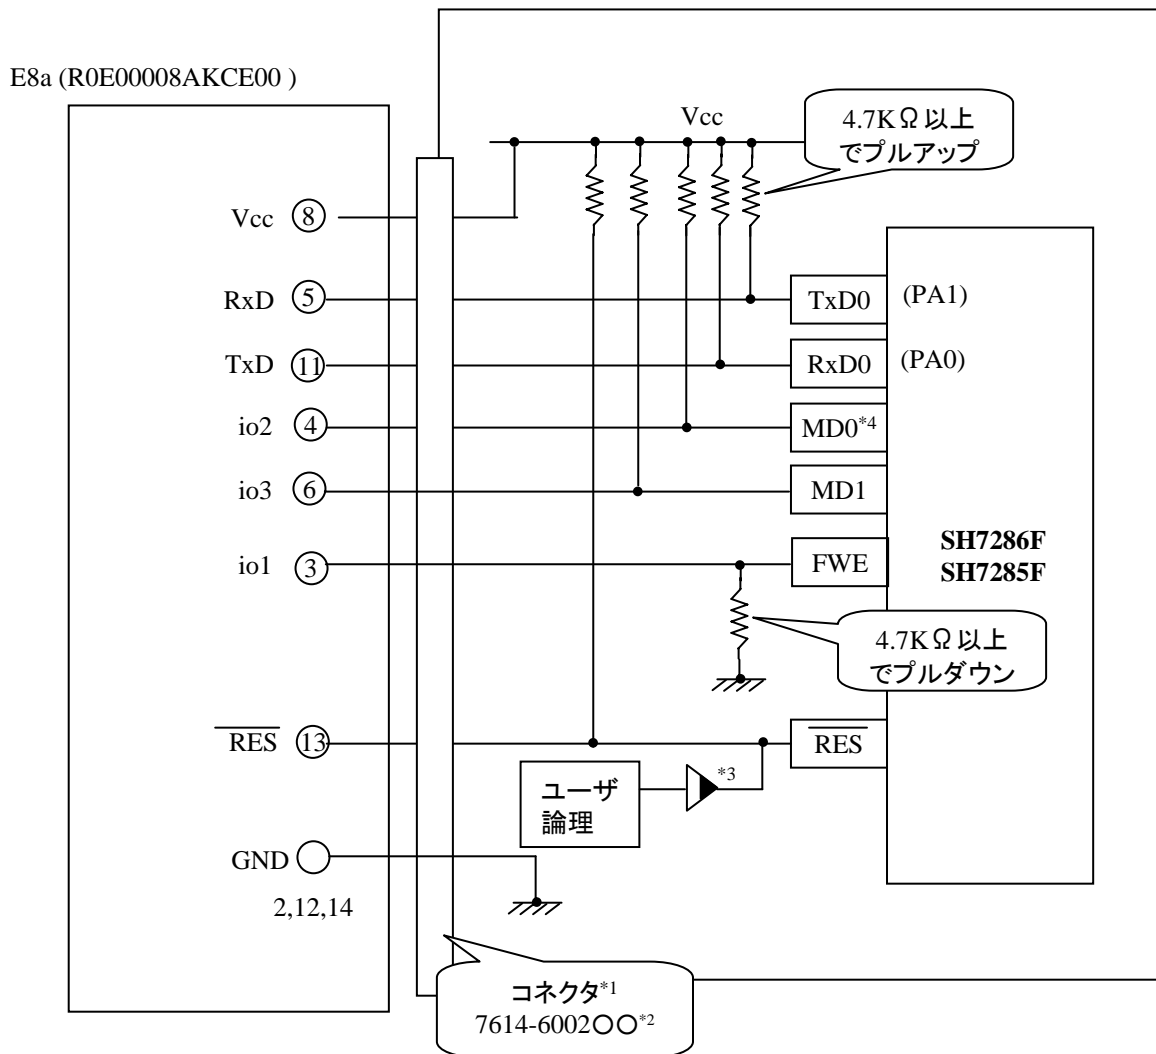 E8a (R0E00008AKCE00 )
Vcc
4.7KΩ以上
でプルアップ
Vcc 8
RxD 5
TxD0
(PA1)
TxD 11
RxD0
(PA0)
io2 4
MD0*4
io3 6
MD1
io1 3
FWE
SH7286F
SH7285F
4.7KΩ以上
でプルダウン
RES 13
RES
*3
ユーザ
論理
GND
2,12,14
コネクタ*1
7614-6002○○*2